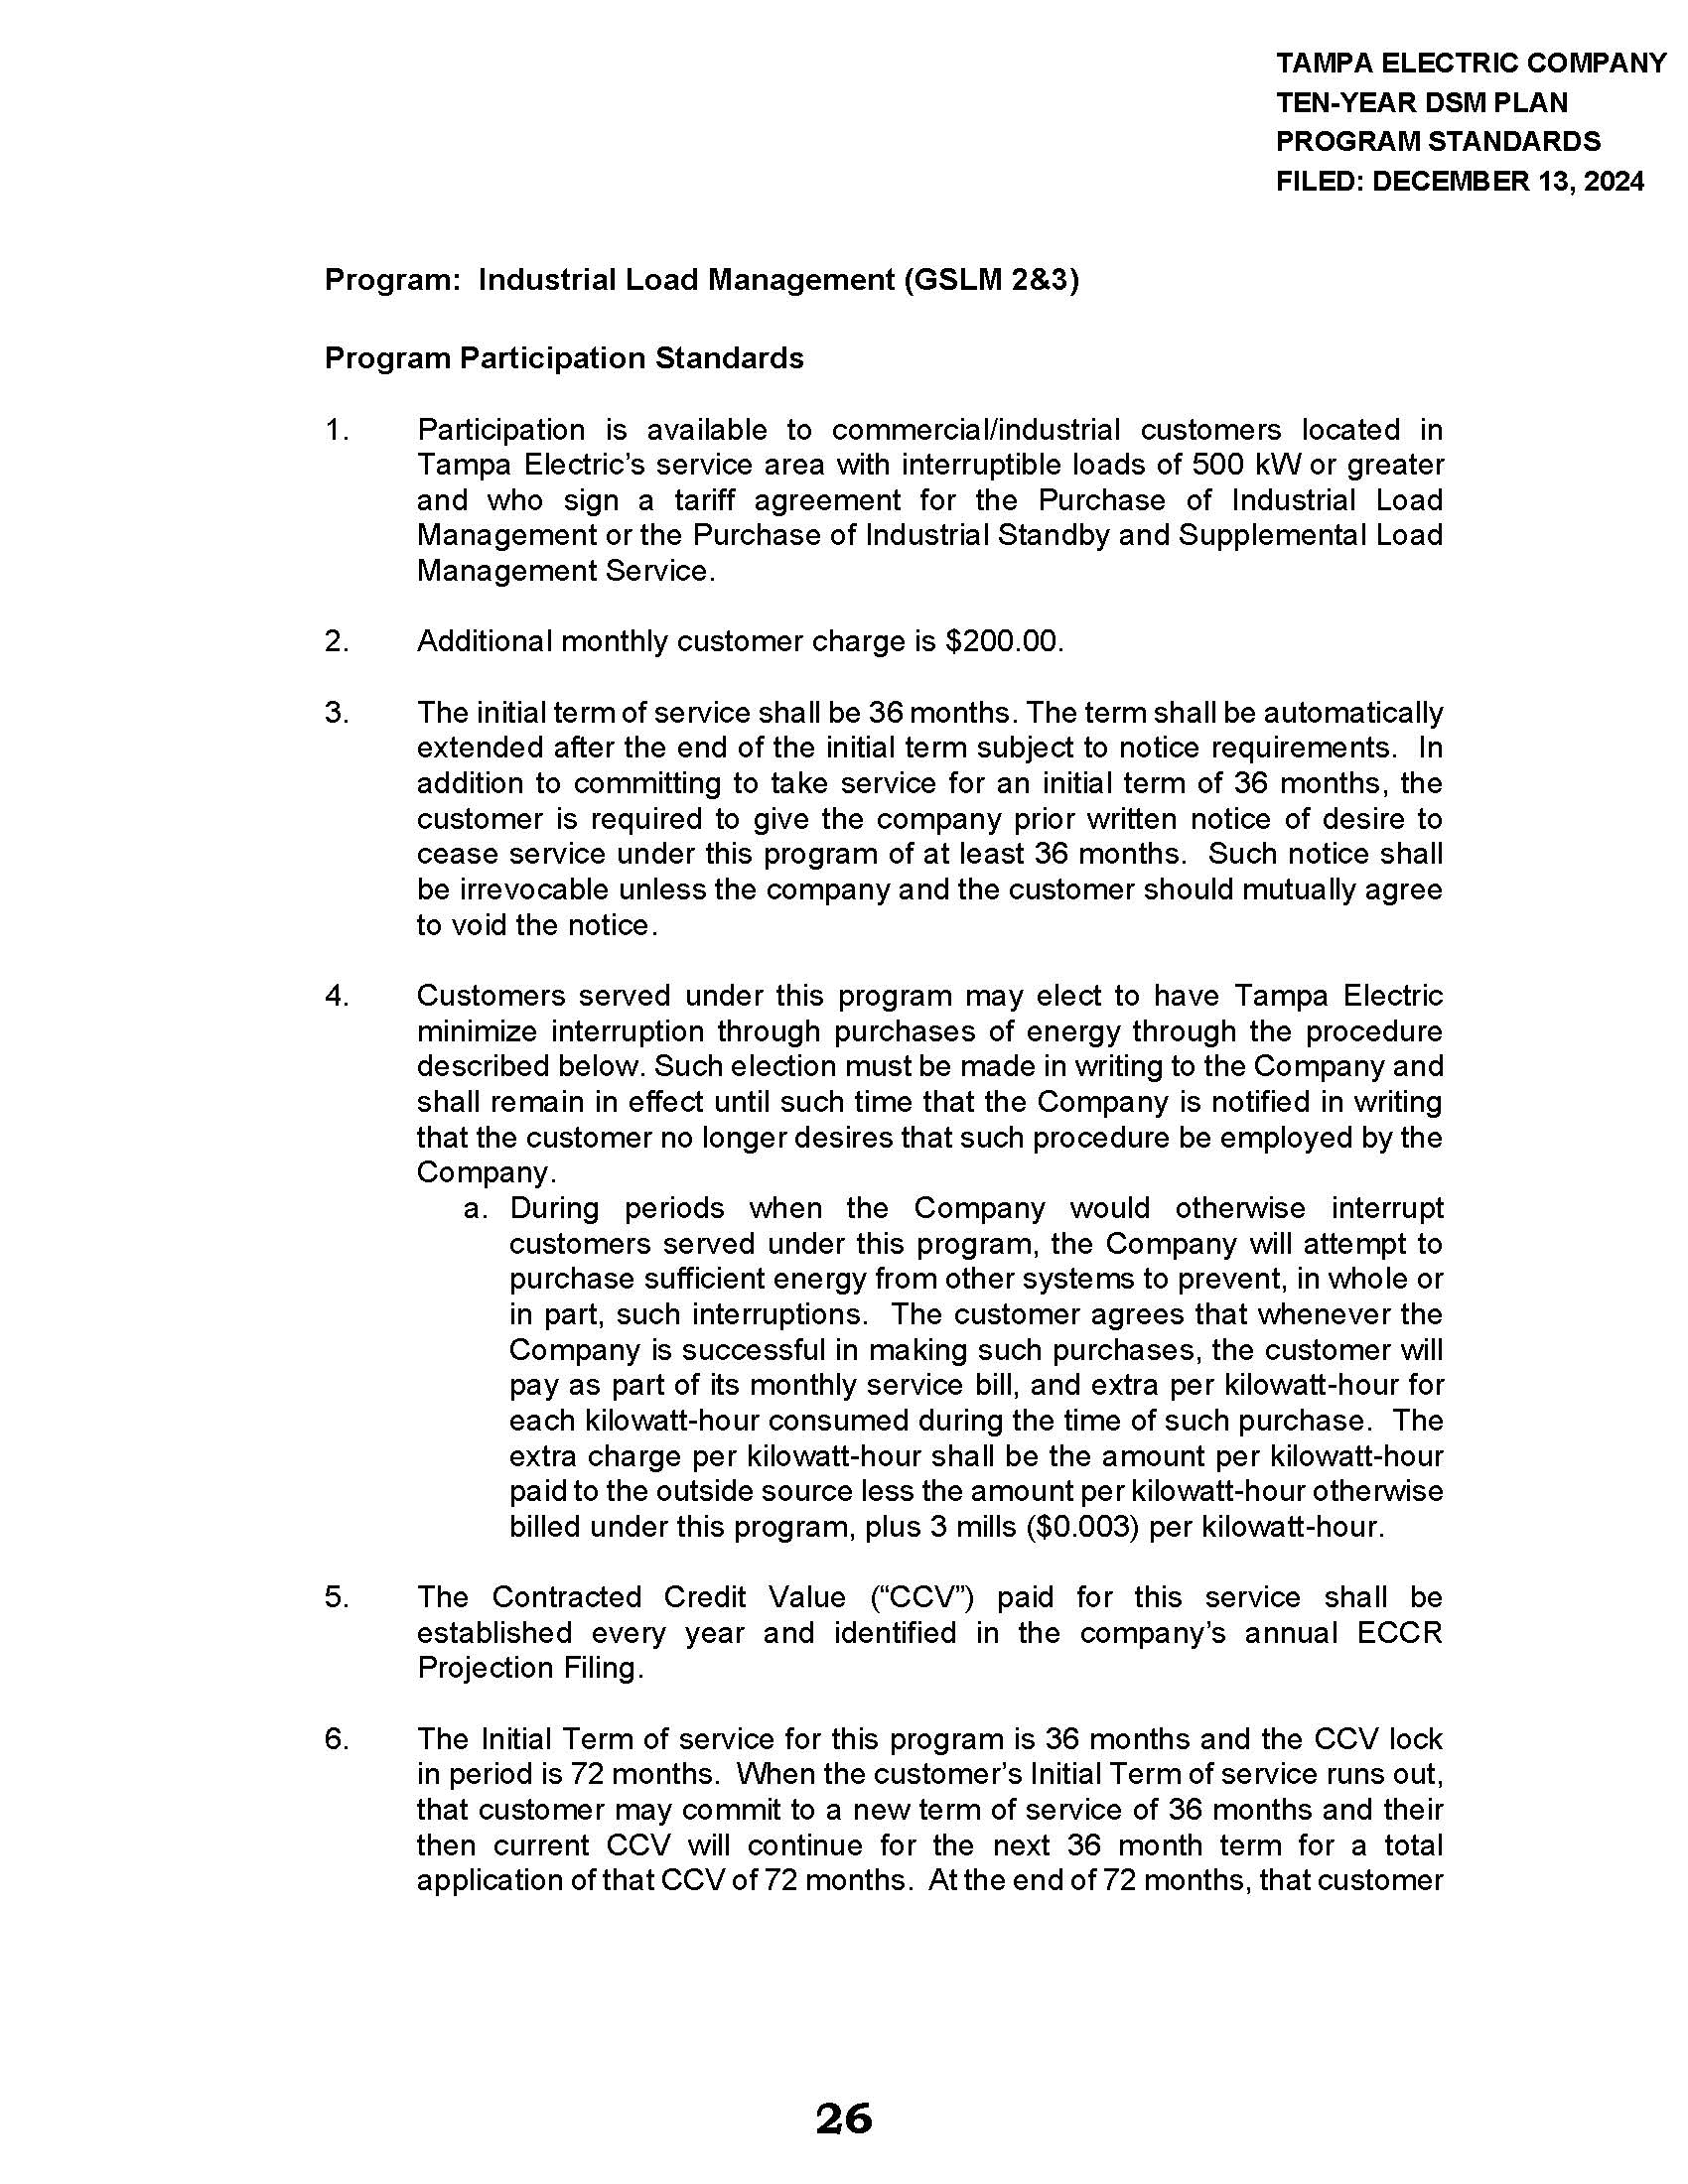 TAMPA ELECTRIC COMPANY
TEN-YEAR DSM PLAN
PROGRAM STANDARDS
FILED: DECEMBER 13, 2024
Program: Industrial Load Management (GSLM 2&3)
Program Participation Standards
1. Participation is available to commercial/industrial customers located in
Tampa Electric’s service area with interruptible loads of 500 kW or greater
and who sign a tariff agreement for the Purchase of Industrial Load
Management or the Purchase of Industrial Standby and Supplemental Load
Management Service.
2. Additional monthly customer charge is $200.00.
3. The initial term of service shall be 36 months. The term shall be automatically
extended after the end of the initial term subject to notice requirements. In
addition to committing to take service for an initial term of 36 months, the
customer is required to give the company prior written notice of desire to
cease service under this program of at least 36 months. Such notice shall
be irrevocable unless the company and the customer should mutually agree
to void the notice.
4. Customers served under this program may elect to have Tampa Electric
minimize interruption through purchases of energy through the procedure
described below. Such election must be made in writing to the Company and
shall remain in effect until such time that the Company is notified in writing
that the customer no longer desires that such procedure be employed by the
Company.
a. During periods when the Company would otherwise interrupt
customers served under this program, the Company will attempt to
purchase sufficient energy from other systems to prevent, in whole or
in part, such interruptions. The customer agrees that whenever the
Company is successful in making such purchases, the customer will
pay as part of its monthly service bill, and extra per kilowatt-hour for
each kilowatt-hour consumed during the time of such purchase. The
extra charge per kilowatt-hour shall be the amount per kilowatt-hour
paid to the outside source less the amount per kilowatt-hour otherwise
billed under this program, plus 3 mills ($0.003) per kilowatt-hour.
5. The Contracted Credit Value (“CCV”) paid for this service shall be
established every year and identified in the company’s annual ECCR
Projection Filing.
6. The Initial Term of service for this program is 36 months and the CCV lock
in period is 72 months. When the customer’s Initial Term of service runs out,
that customer may commit to a new term of service of 36 months and their
then current CCV will continue for the next 36 month term for a total
application of that CCV of 72 months. At the end of 72 months, that customer
26